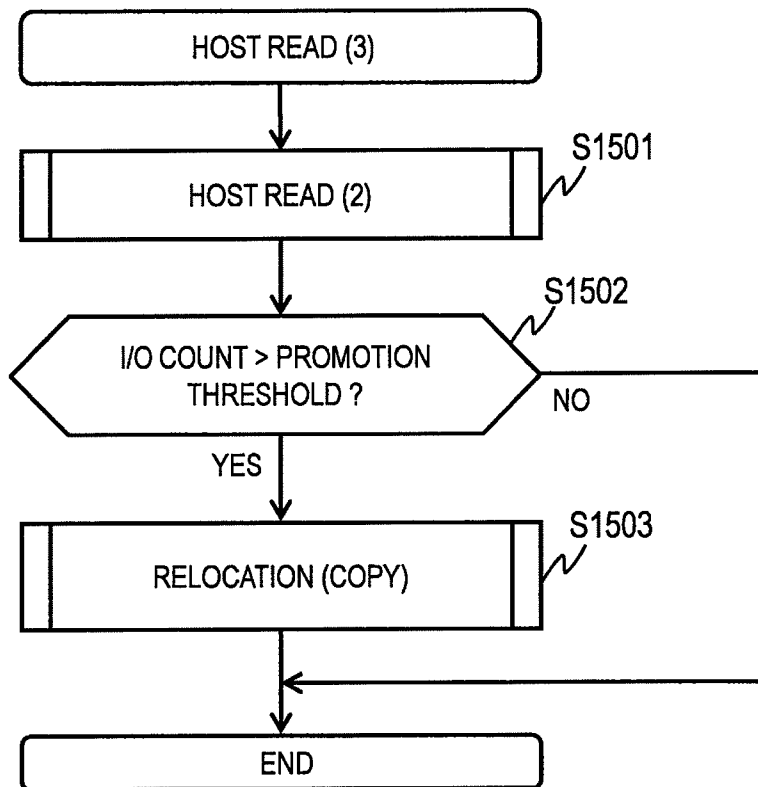 HOST READ (3)
S1501
HOST READ (2)
S1502
I/O COUNT > PROMOTION
THRESHOLD ?
NO
YES
S1503
RELOCATION (COPY)
END